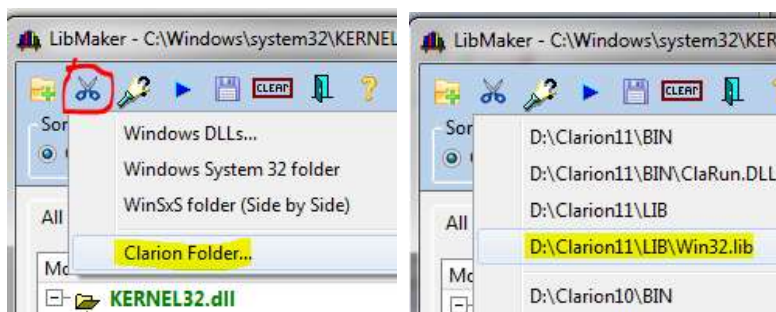 LibMaker - C:\Windows\system32\KERNEL
CLEAR
?
Sor
Windows DLLs...
Windows System 32 folder
WinSxS folder (Side by Side)
All
Clarion Folder...
Mo
KERNEL32.dll
LibMaker - C:\Windows\system32\KER
CLEAR
Sor
D:\Clarion11\BIN
D:\Clarion11\BIN\ClaRun.DLL
D:\Clarion11\LIB
All
D:\Clarion11\LIB\Win32.lib
Mo
D:\Clarion10\BIN